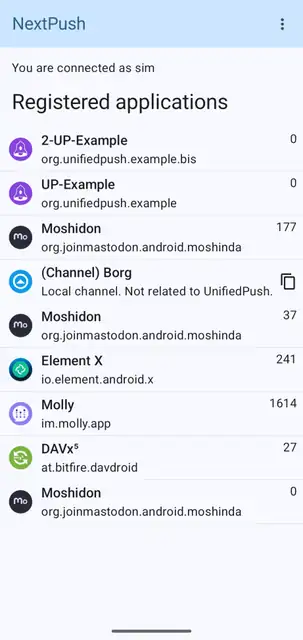 NextPush
You are connected as sim
Registered applications
2-UP-Example 0
org.unifiedpush.example.bis
UP-Example 0
org.unifiedpush.example
Mo Moshidon 177
org.joinmastodon.android.moshinda
(Channel) Borg
Local channel. Not related to UnifiedPush.
Mo Moshidon 37
org.joinmastodon.android.moshinda
Element X 241
io.element.android.x
Molly 1614
im.molly.app
DAVx⁵ 27
at.bitfire.davdroid
Mo Moshidon 0
org.joinmastodon.android.moshinda